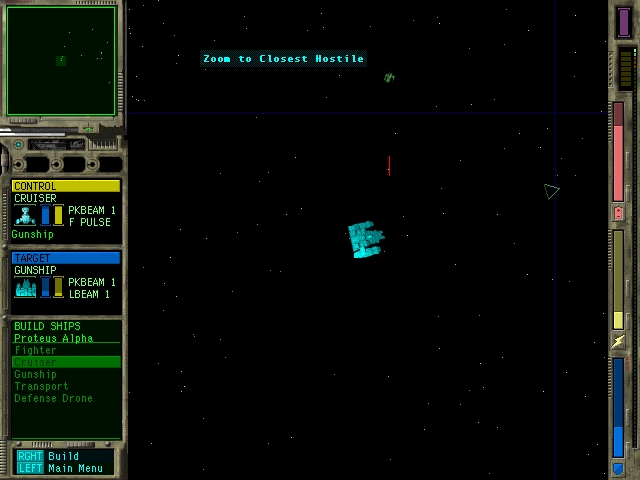 Zoom to Closest Hostile
CONTROL
CRUISER
PKBEAM 1
F PULSE
Gunship
TARGET
GUNSHIP
PKBEAM 1
LBEAM 1
BUILD SHIPS
Proteus Alpha
Fighter
Cruiser
Gunship
Transport
Defense Drone
RGHT Build
LEFT Main Menu